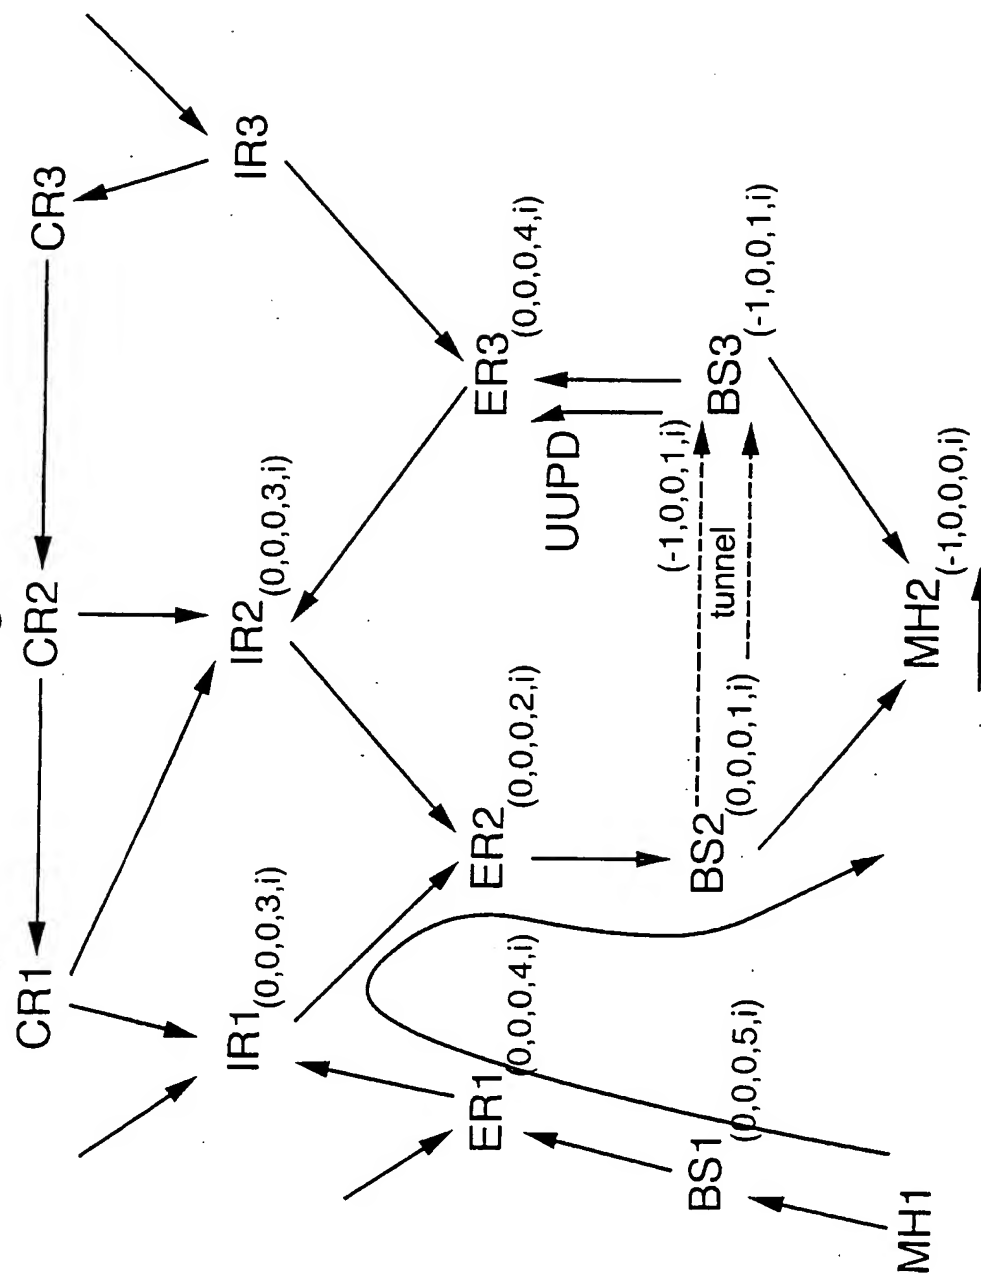 CR1
CR2
CR3
IR1 (0,0,0,3,i)
IR2 (0,0,0,3,i)
IR3
ER1 (0,0,0,4,i)
ER2 (0,0,0,2,i)
ER3 (0,0,0,4,i)
UUPD
(-1,0,0,1,i)
tunnel
BS1 (0,0,0,5,i)
BS2 (0,0,0,1,i)
BS3 (-1,0,0,1,i)
MH1
MH2 (-1,0,0,0,i)